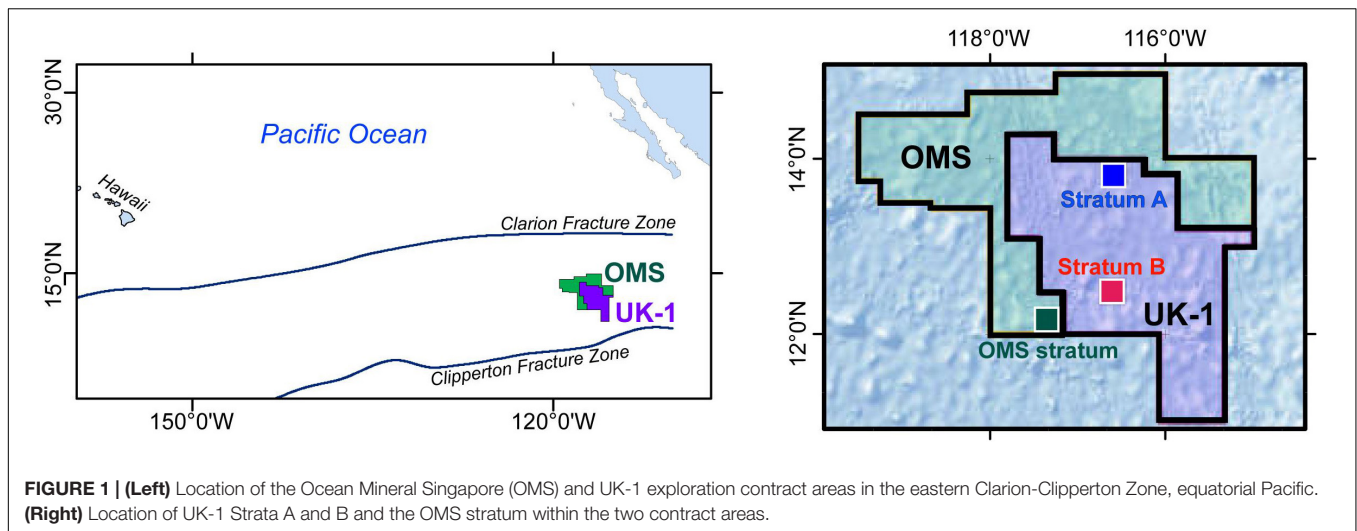 30°0'N
15°0'N
150°0'W
120°0'W
Pacific Ocean
Hawaii
Clarion Fracture Zone
OMS
UK-1
Clipperton Fracture Zone
118°0'W
116°0'W
14°0'N
12°0'N
OMS
Stratum A
Stratum B
UK-1
OMS stratum
FIGURE 1 | (Left) Location of the Ocean Mineral Singapore (OMS) and UK-1 exploration contract areas in the eastern Clarion-Clipperton Zone, equatorial Pacific.
(Right) Location of UK-1 Strata A and B and the OMS stratum within the two contract areas.